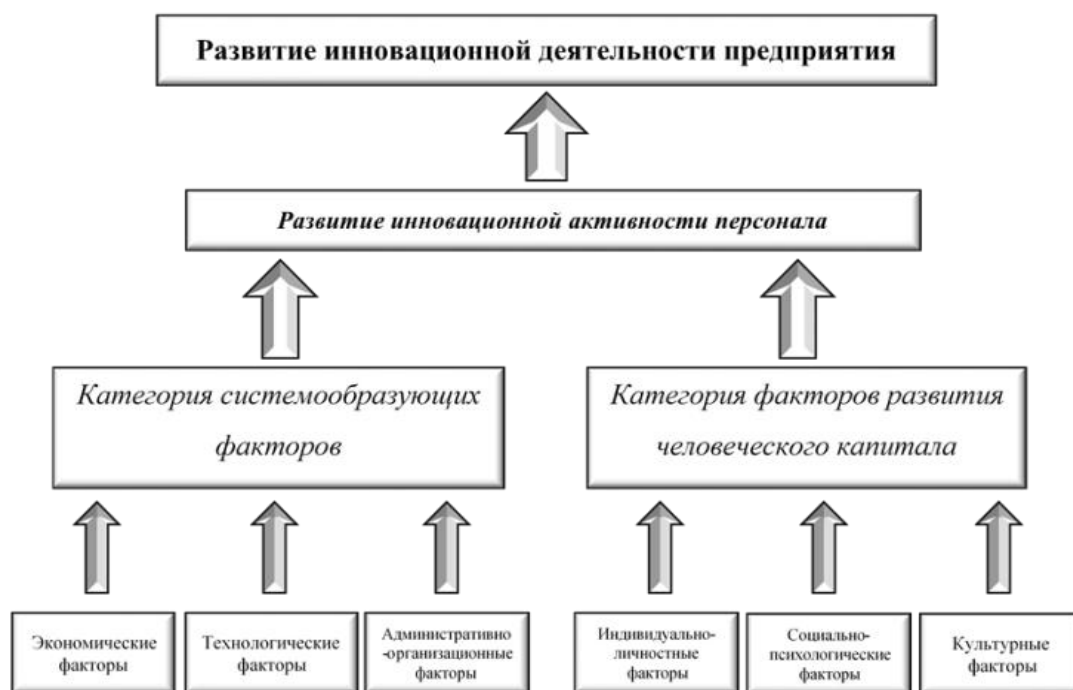 Развитие инновационной деятельности предприятия
Развитие инновационной активности персонала
Категория системообразующих
факторов
Категория факторов развития
человеческого капитала
Экономические
факторы
Технологические
факторы
Административно
-организационные
факторы
Индивидуально-
личностные
факторы
Социально-
психологические
факторы
Культурные
факторы